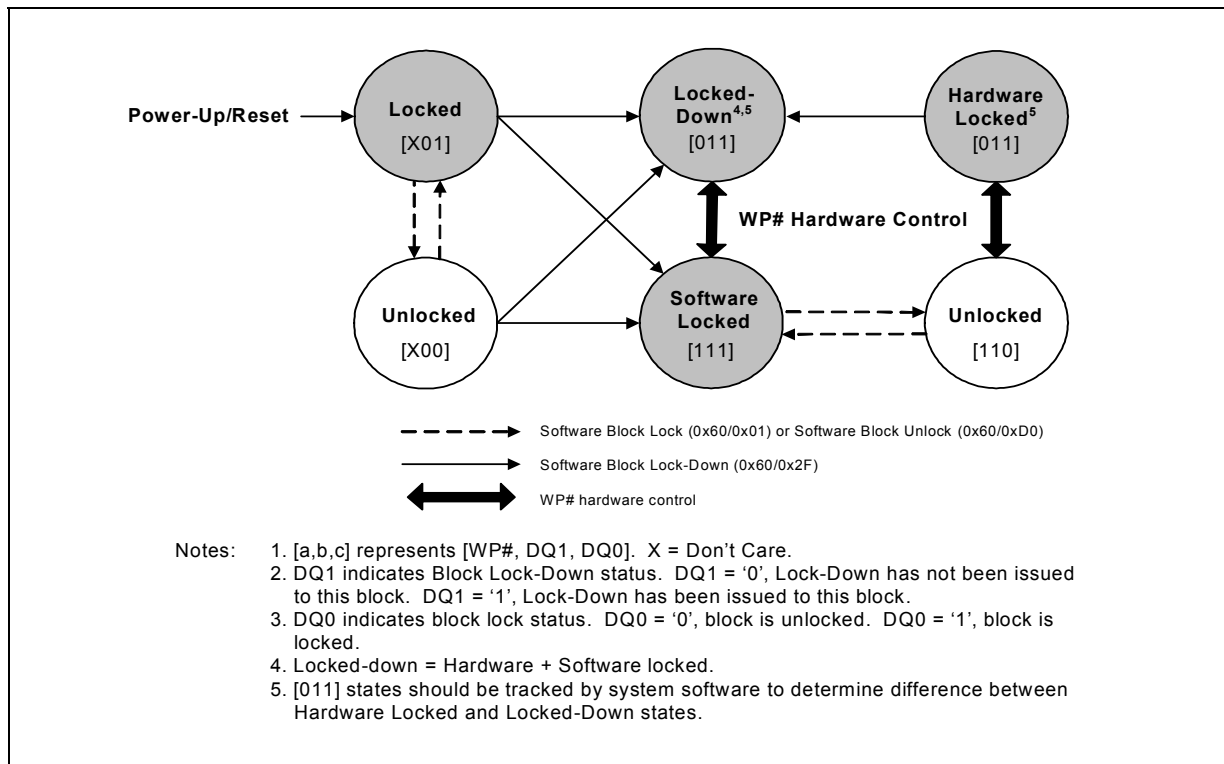 Power-Up/Reset
Locked
[X01]
Locked-
Down4,5
[011]
Hardware
Locked5
[011]
WP# Hardware Control
Unlocked
[X00]
Software
Locked
[111]
Unlocked
[110]
Software Block Lock (0x60/0x01) or Software Block Unlock (0x60/0xD0)
Software Block Lock-Down (0x60/0x2F)
WP# hardware control
Notes: 1. [a,b,c] represents [WP#, DQ1, DQ0]. X = Don't Care.
2. DQ1 indicates Block Lock-Down status. DQ1 = ‘0’, Lock-Down has not been issued
to this block. DQ1 = ‘1’, Lock-Down has been issued to this block.
3. DQ0 indicates block lock status. DQ0 = ‘0’, block is unlocked. DQ0 = ‘1’, block is
locked.
4. Locked-down = Hardware + Software locked.
5. [011] states should be tracked by system software to determine difference between
Hardware Locked and Locked-Down states.